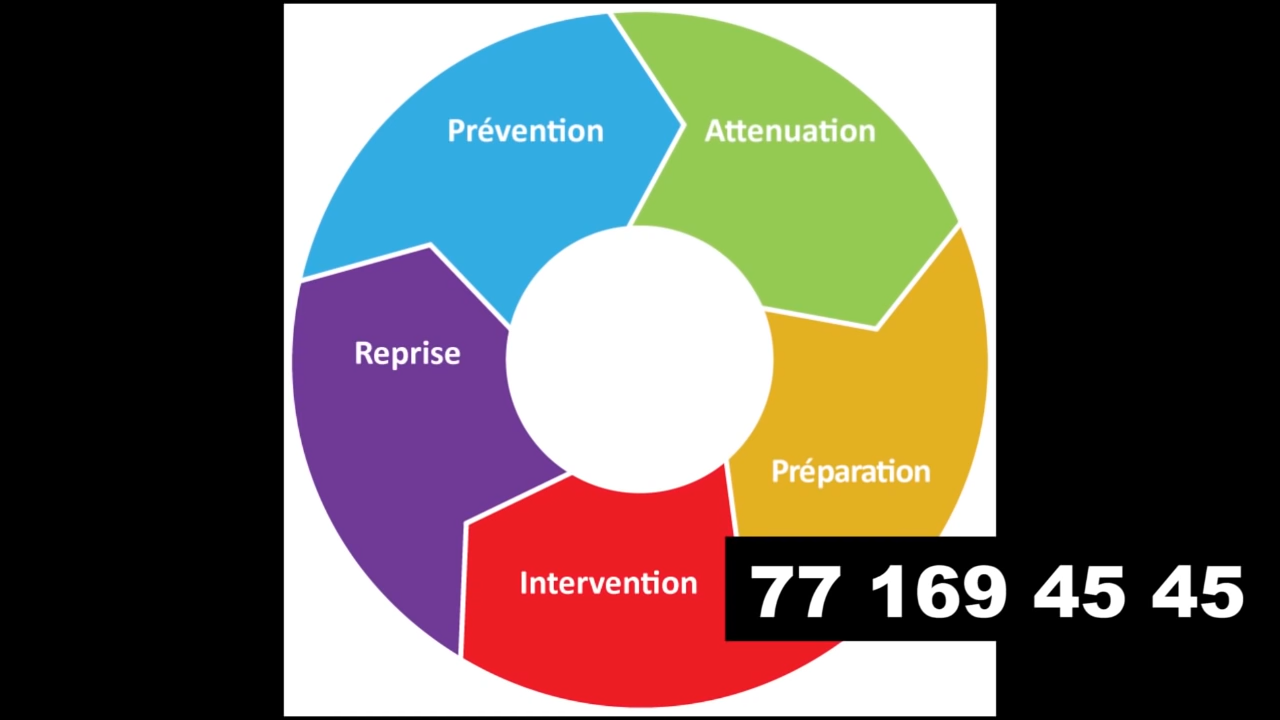 Prévention
Attenuation
Reprise
Préparation
Intervention
77 169 45 45